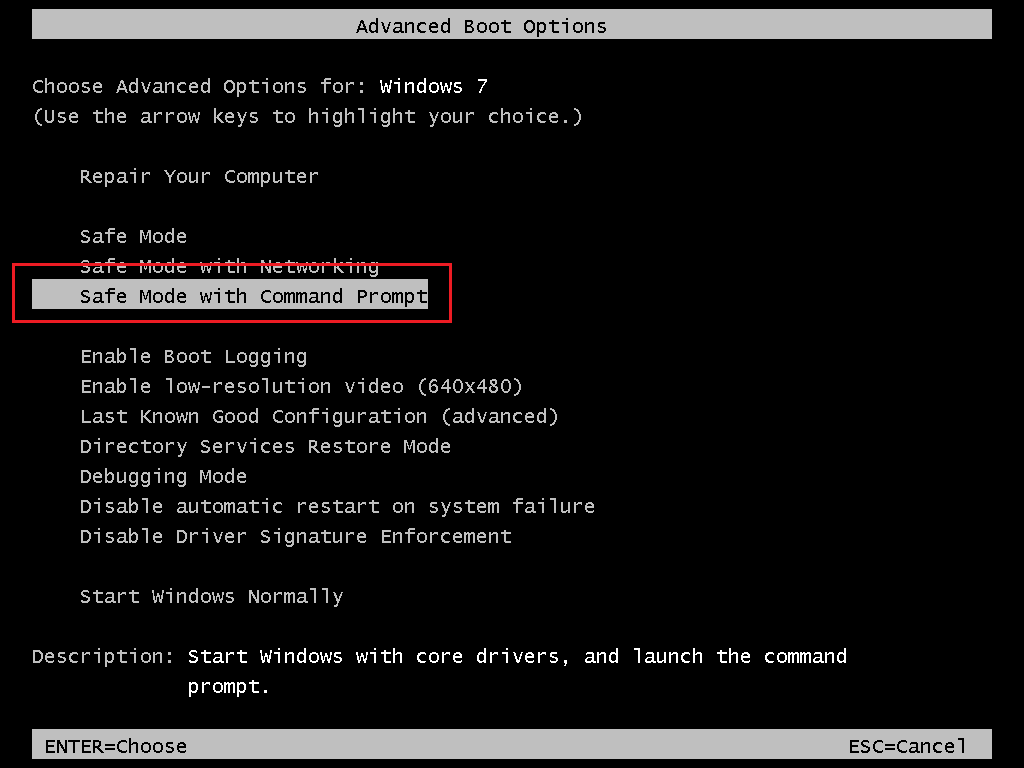 Advanced Boot Options
Choose Advanced Options for: Windows 7
(Use the arrow keys to highlight your choice.)
Repair Your Computer
Safe Mode
Safe Mode with Networking
Safe Mode with Command Prompt
Enable Boot Logging
Enable low-resolution video (640x480)
Last Known Good Configuration (advanced)
Directory Services Restore Mode
Debugging Mode
Disable automatic restart on system failure
Disable Driver Signature Enforcement
Start Windows Normally
Description: Start Windows with core drivers, and launch the command
prompt.
ENTER=Choose ESC=Cancel